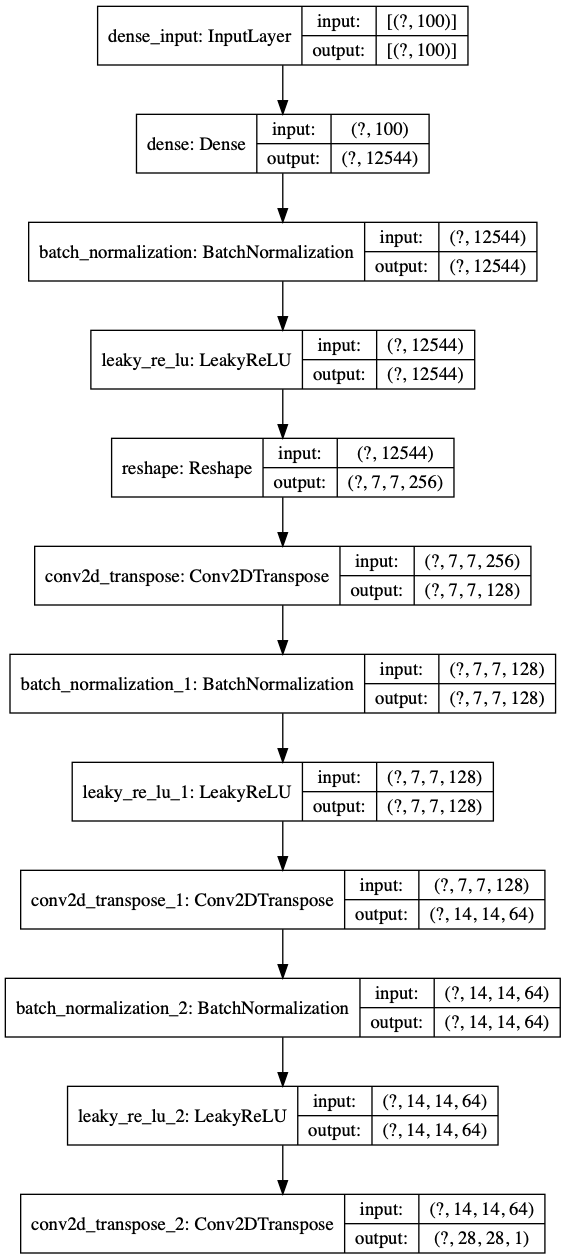 dense_input: InputLayer
input: [(?, 100)]
output: [(?, 100)]
dense: Dense
input: (?, 100)
output: (?, 12544)
batch_normalization: BatchNormalization
input: (?, 12544)
output: (?, 12544)
leaky_re_lu: LeakyReLU
input: (?, 12544)
output: (?, 12544)
reshape: Reshape
input: (?, 12544)
output: (?, 7, 7, 256)
conv2d_transpose: Conv2DTranspose
input: (?, 7, 7, 256)
output: (?, 7, 7, 128)
batch_normalization_1: BatchNormalization
input: (?, 7, 7, 128)
output: (?, 7, 7, 128)
leaky_re_lu_1: LeakyReLU
input: (?, 7, 7, 128)
output: (?, 7, 7, 128)
conv2d_transpose_1: Conv2DTranspose
input: (?, 7, 7, 128)
output: (?, 14, 14, 64)
batch_normalization_2: BatchNormalization
input: (?, 14, 14, 64)
output: (?, 14, 14, 64)
leaky_re_lu_2: LeakyReLU
input: (?, 14, 14, 64)
output: (?, 14, 14, 64)
conv2d_transpose_2: Conv2DTranspose
input: (?, 14, 14, 64)
output: (?, 28, 28, 1)